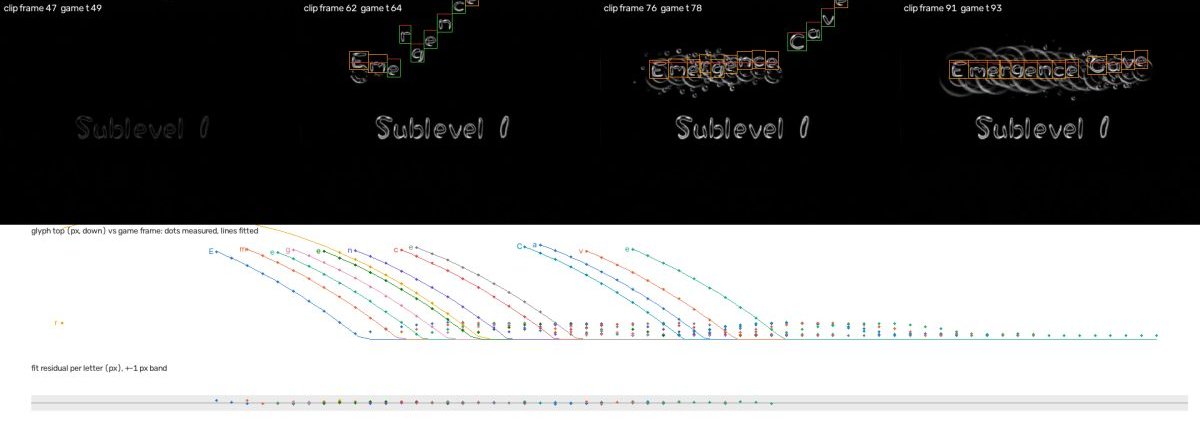 clip frame 47 game t 49
clip frame 62 game t 64
clip frame 76 game t 78
clip frame 91 game t 93
E m e r g e n c e
Emergence C a v e
Emergence Cave
Sublevel 1
Sublevel 1
Sublevel 1
Sublevel 1
glyph top (px, down) vs game frame: dots measured, lines fitted
E m e g e n c e C a v e
r
fit residual per letter (px), +-1 px band